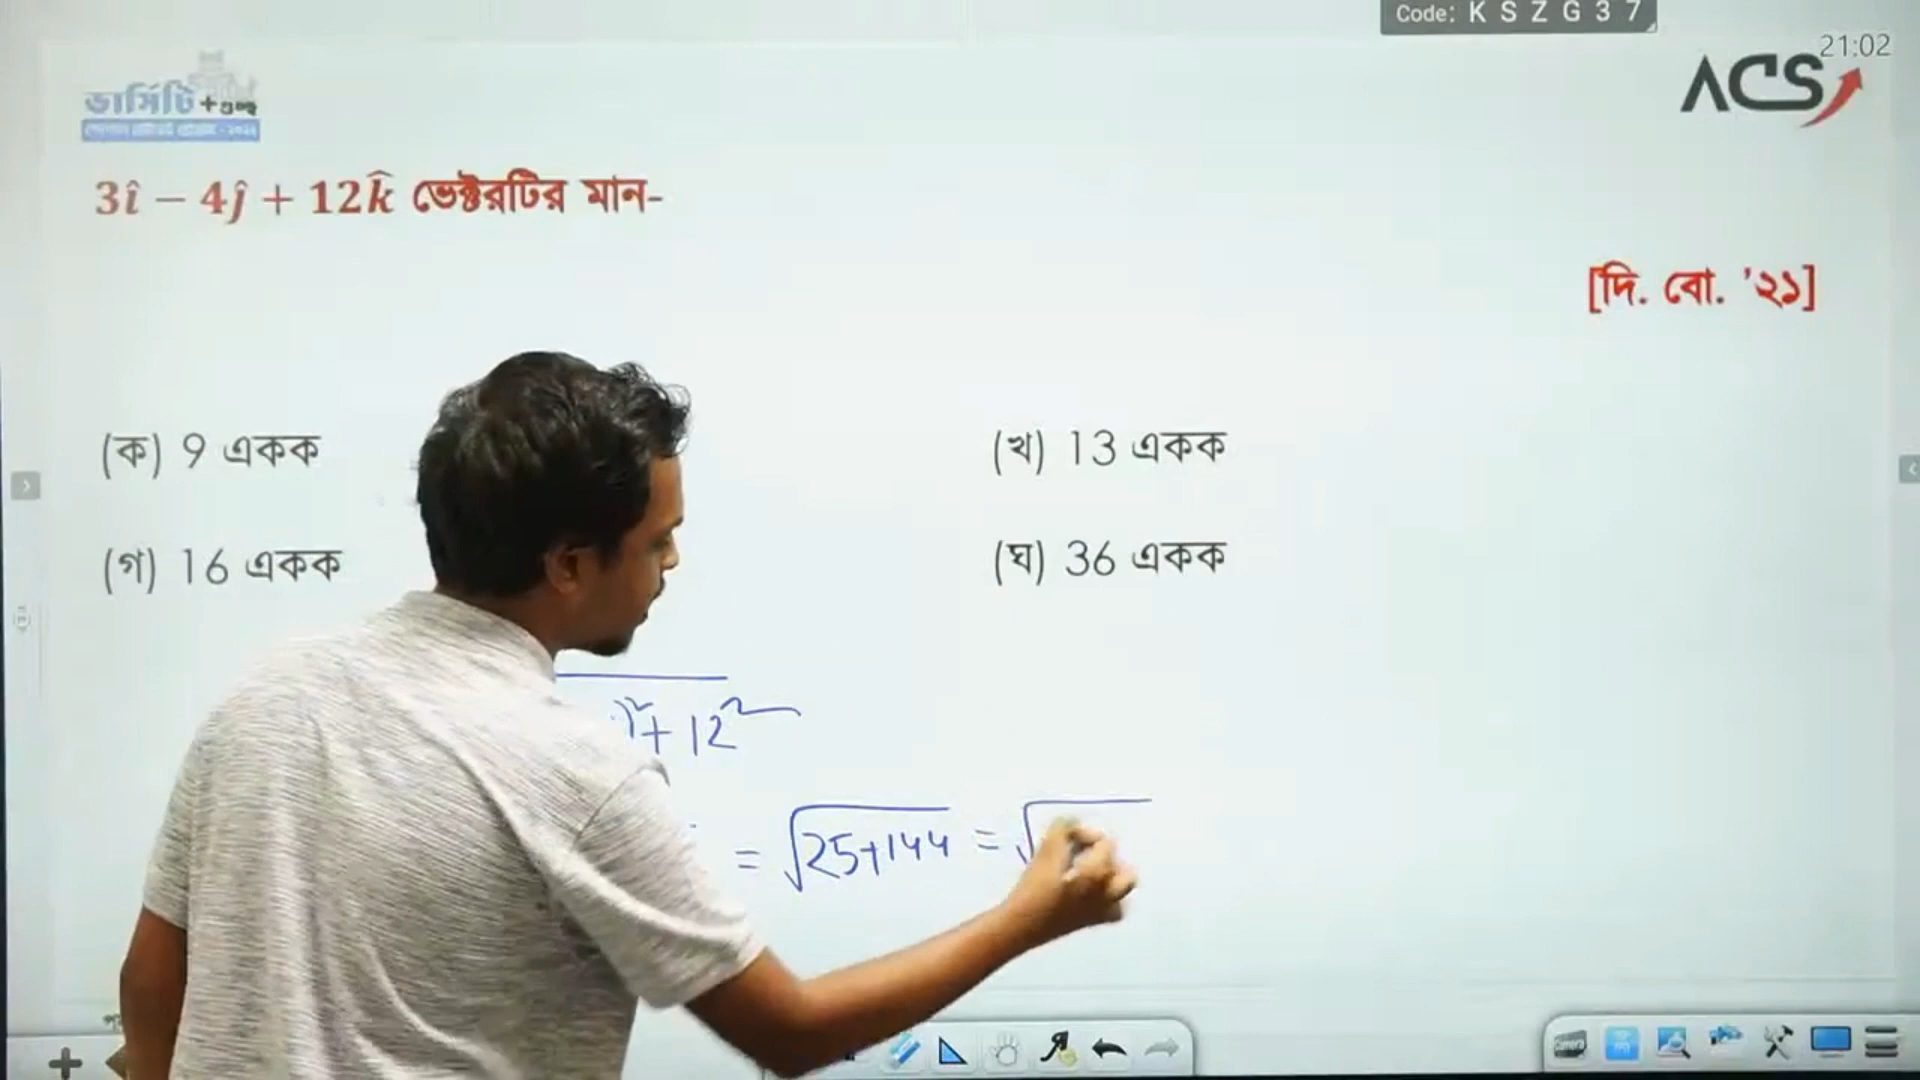 Code: K S Z G 3 7
21:02
ভার্সিটি +গুচ্ছ
ACS
3î − 4ĵ + 12k̂ ভেক্টরটির মান-
[দি. বো. '২১]
(ক) 9 একক
(খ) 13 একক
(গ) 16 একক
(ঘ) 36 একক
)² + 12²
= √25+144 = √